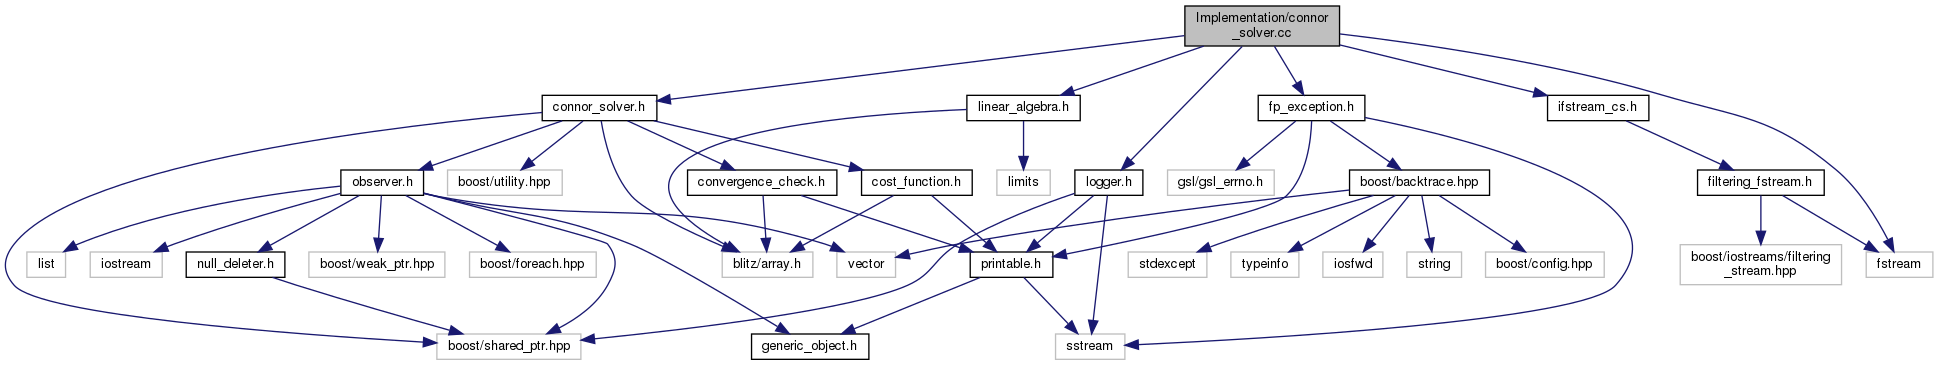 Implementation/connor
_solver.cc
connor_solver.h
linear_algebra.h
fp_exception.h
ifstream_cs.h
observer.h
boost/utility.hpp
convergence_check.h
cost_function.h
limits
logger.h
gsl/gsl_errno.h
boost/backtrace.hpp
filtering_fstream.h
list
iostream
null_deleter.h
boost/weak_ptr.hpp
boost/foreach.hpp
blitz/array.h
vector
printable.h
stdexcept
typeinfo
iosfwd
string
boost/config.hpp
boost/iostreams/filtering
_stream.hpp
fstream
boost/shared_ptr.hpp
generic_object.h
sstream